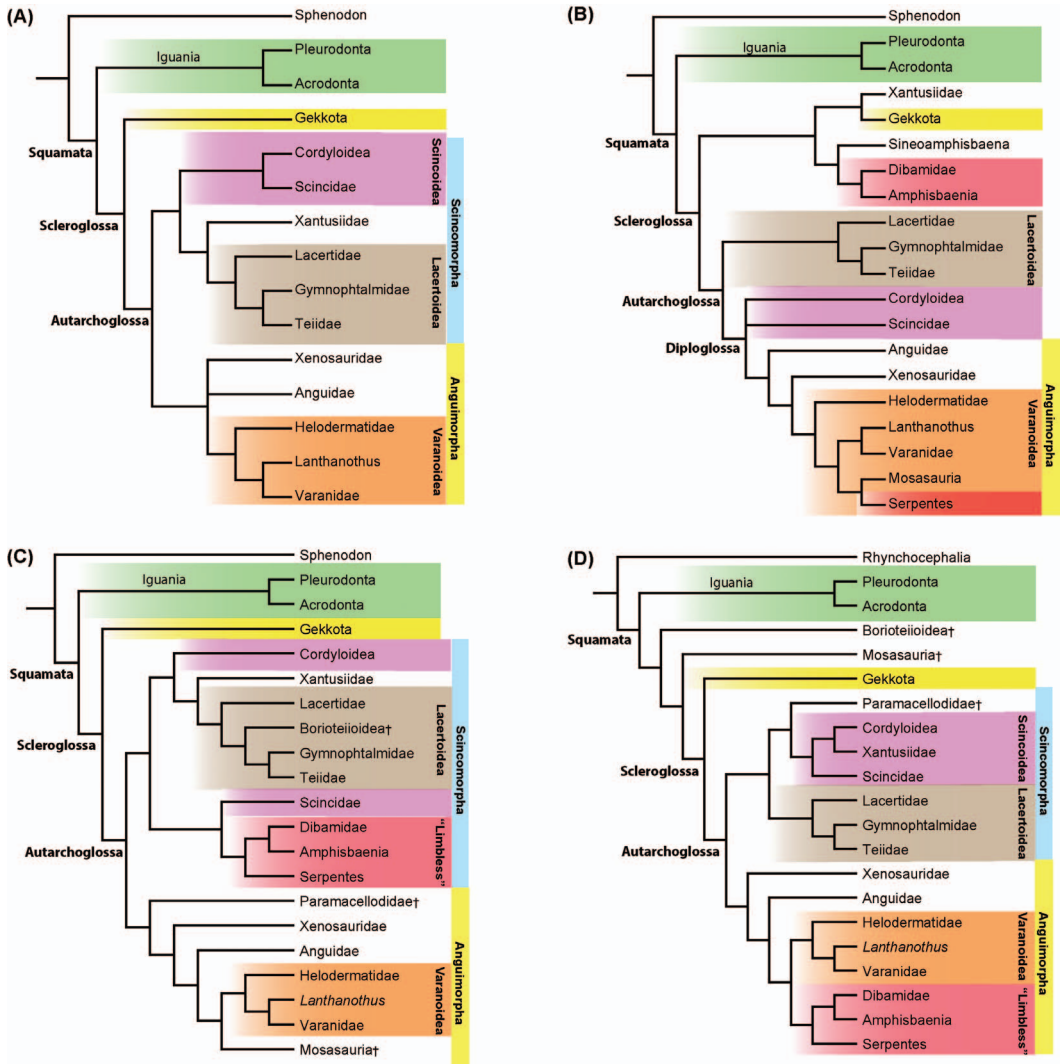 (A)
Sphenodon
Iguania
Pleurodonta
Acrodonta
Gekkota
Squamata
Cordyloidea
Scincidae
Scincoidea
Scleroglossa
Xantusiidae
Lacertidae
Gymnophtalmidae
Teiidae
Lacertoidea
Scincomorpha
Autarchoglossa
Xenosauridae
Anguidae
Helodermatidae
Lanthanothus
Varanidae
Varanoidea
Anguimorpha
(B)
Sphenodon
Iguania
Pleurodonta
Acrodonta
Xantusiidae
Gekkota
Squamata
Sineoamphisbaena
Dibamidae
Amphisbaenia
Scleroglossa
Lacertidae
Gymnophtalmidae
Teiidae
Lacertoidea
Autarchoglossa
Cordyloidea
Scincidae
Diploglossa
Anguidae
Xenosauridae
Helodermatidae
Lanthanothus
Varanidae
Mosasauria
Serpentes
Varanoidea
Anguimorpha
(C)
Sphenodon
Iguania
Pleurodonta
Acrodonta
Gekkota
Squamata
Cordyloidea
Xantusiidae
Lacertidae
Borioteiioidea†
Gymnophtalmidae
Teiidae
Lacertoidea
Scincomorpha
Scleroglossa
Scincidae
Dibamidae
Amphisbaenia
Serpentes
"Limbless"
Autarchoglossa
Paramacellodidae†
Xenosauridae
Anguidae
Helodermatidae
Lanthanothus
Varanidae
Varanoidea
Mosasauria†
Anguimorpha
(D)
Rhynchocephalia
Iguania
Pleurodonta
Acrodonta
Squamata
Borioteiioidea†
Mosasauria†
Gekkota
Paramacellodidae†
Cordyloidea
Xantusiidae
Scincidae
Scincoidea
Scleroglossa
Lacertidae
Gymnophtalmidae
Teiidae
Lacertoidea
Scincomorpha
Autarchoglossa
Xenosauridae
Anguidae
Helodermatidae
Lanthanothus
Varanidae
Varanoidea
Dibamidae
Amphisbaenia
Serpentes
"Limbless"
Anguimorpha